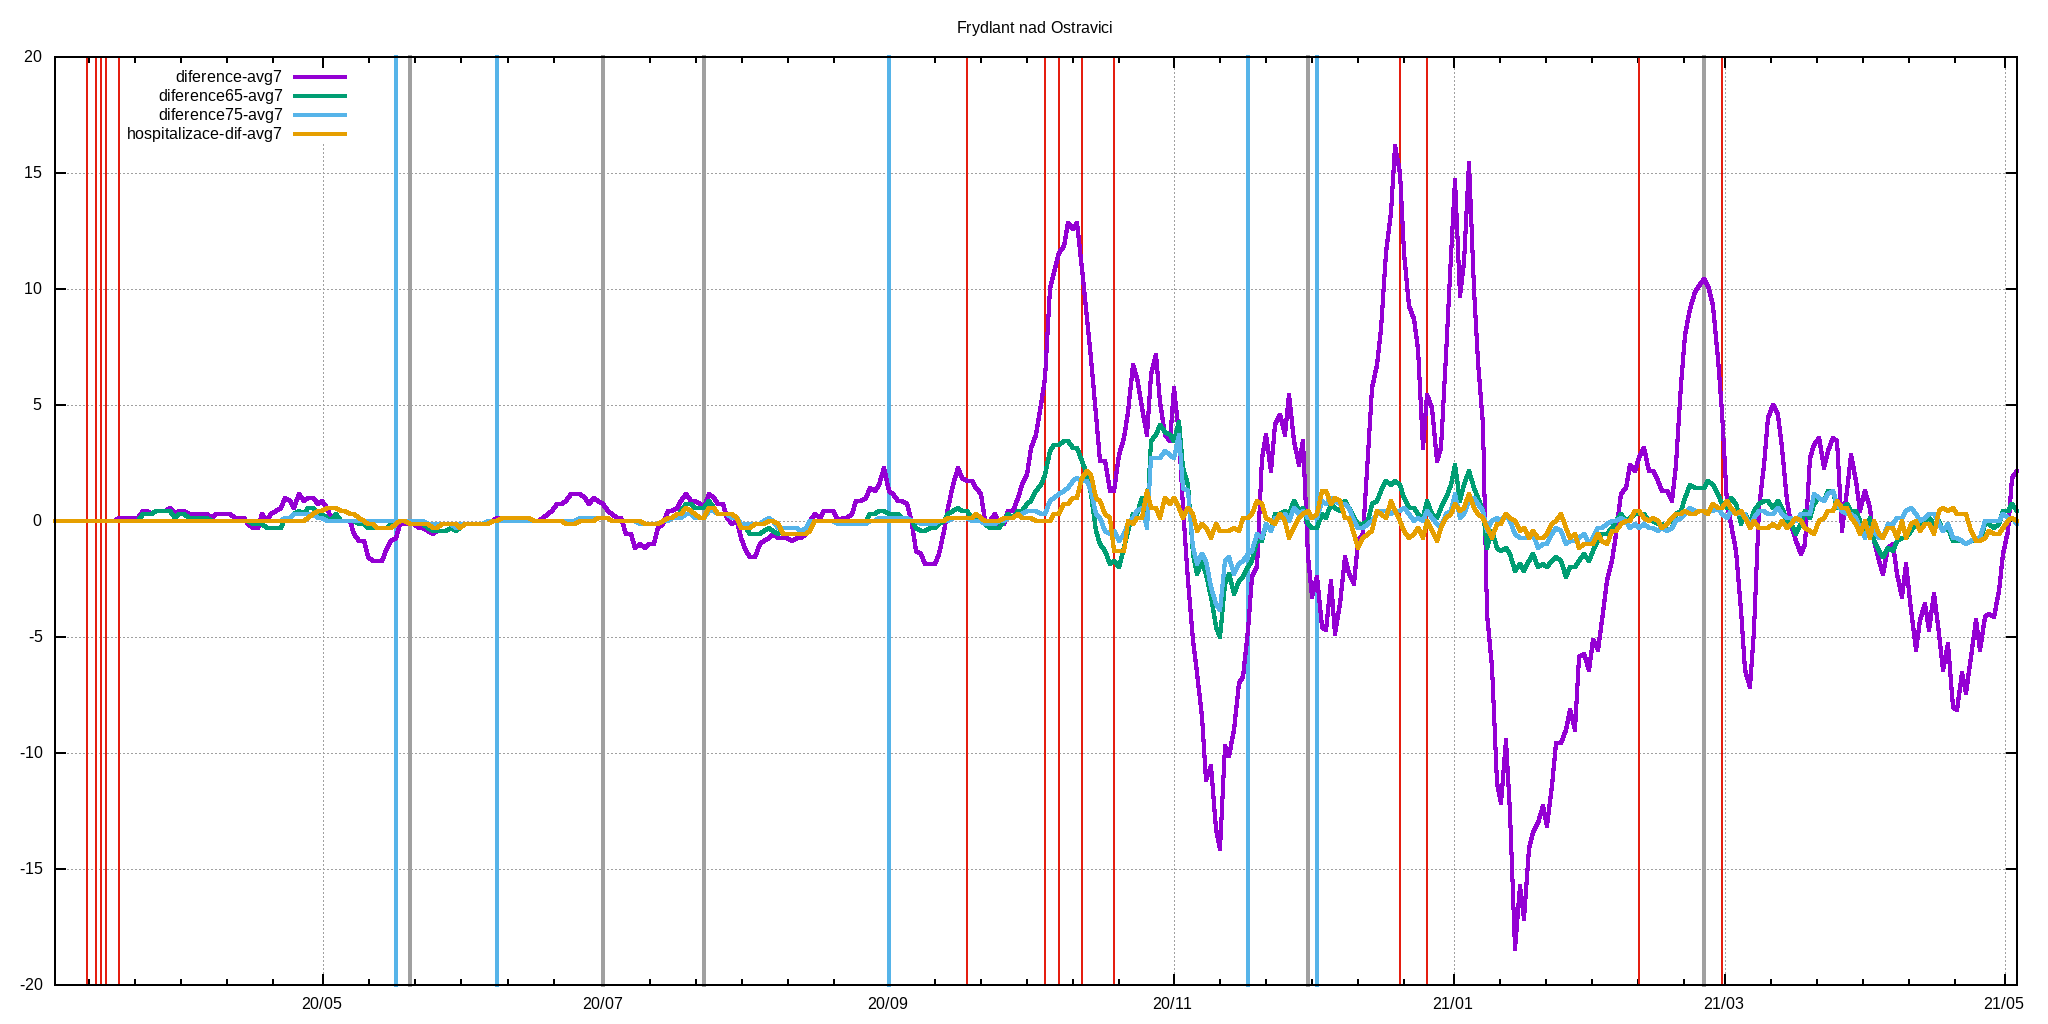 Frydlant nad Ostravici
diference-avg7
diference65-avg7
diference75-avg7
hospitalizace-dif-avg7
20
15
10
5
0
-5
-10
-15
-20
20/05 20/07 20/09 20/11 21/01 21/03 21/05